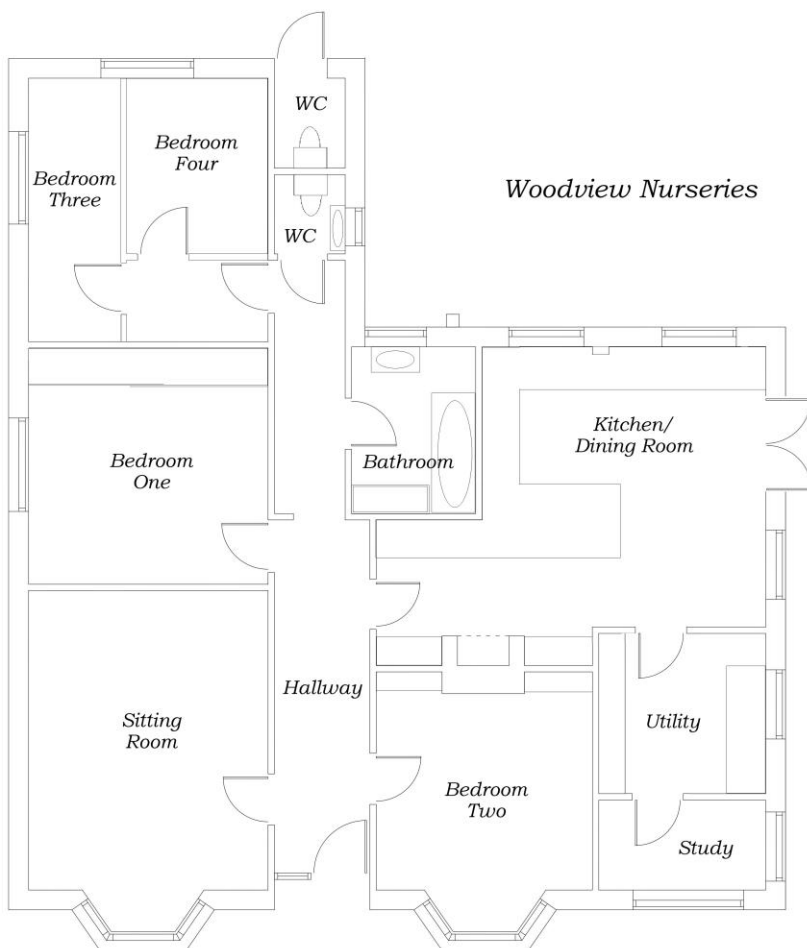 WC
Bedroom
Four
Bedroom
Three
Woodview Nurseries
WC
Kitchen/
Dining Room
Bedroom
One
Bathroom
Hallway
Sitting
Room
Utility
Bedroom
Two
Study